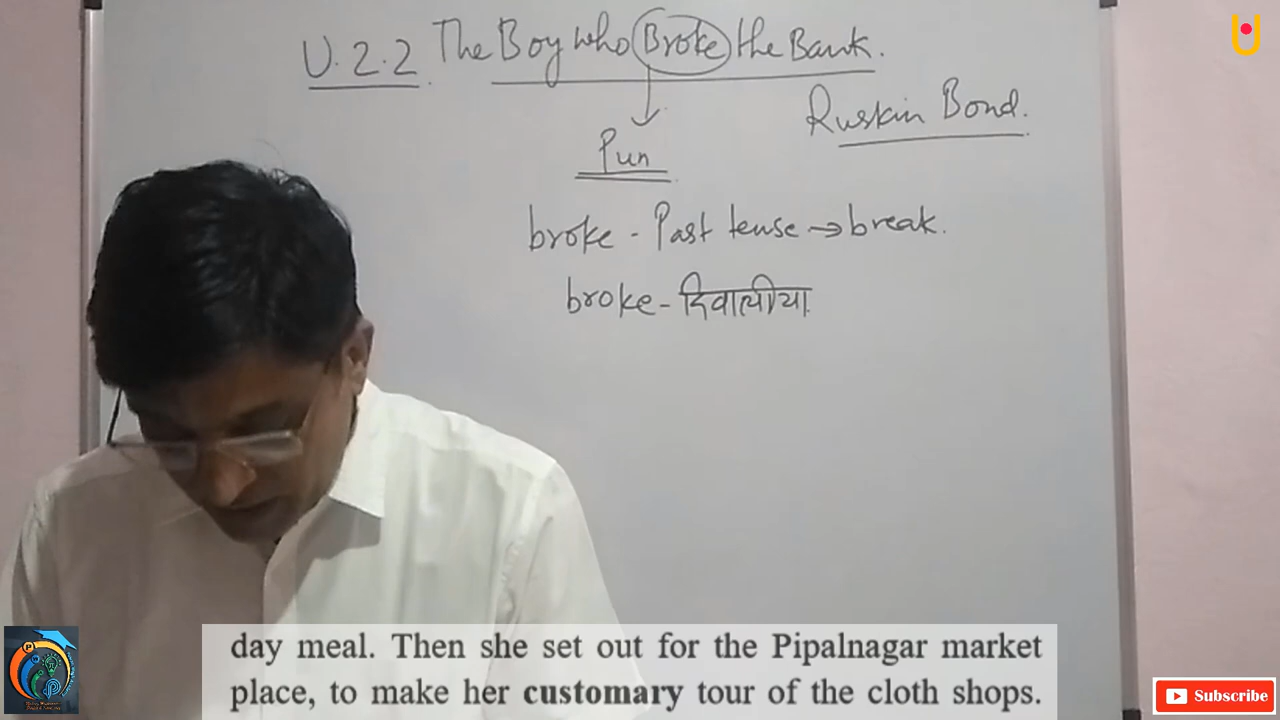 U.2.2 The Boy who Broke the Bank.
Ruskin Bond.
Pun
broke - Past tense → break.
broke - दिवालीया.
day meal. Then she set out for the Pipalnagar market
place, to make her customary tour of the cloth shops.
Subscribe